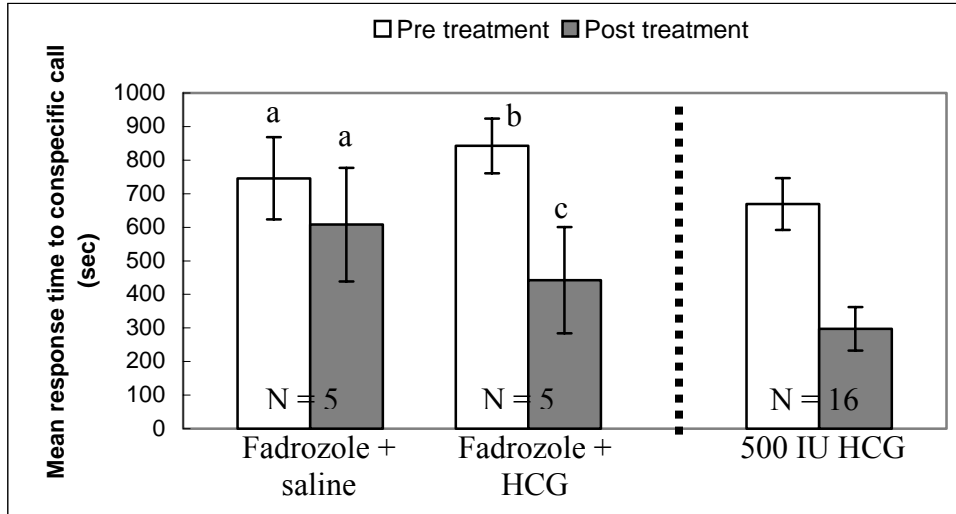 Pre treatment Post treatment
Mean response time to conspecific call
(sec)
1000
900
800
700
600
500
400
300
200
100
0
a
a
b
c
N = 5
N = 5
N = 16
Fadrozole +
saline
Fadrozole +
HCG
500 IU HCG